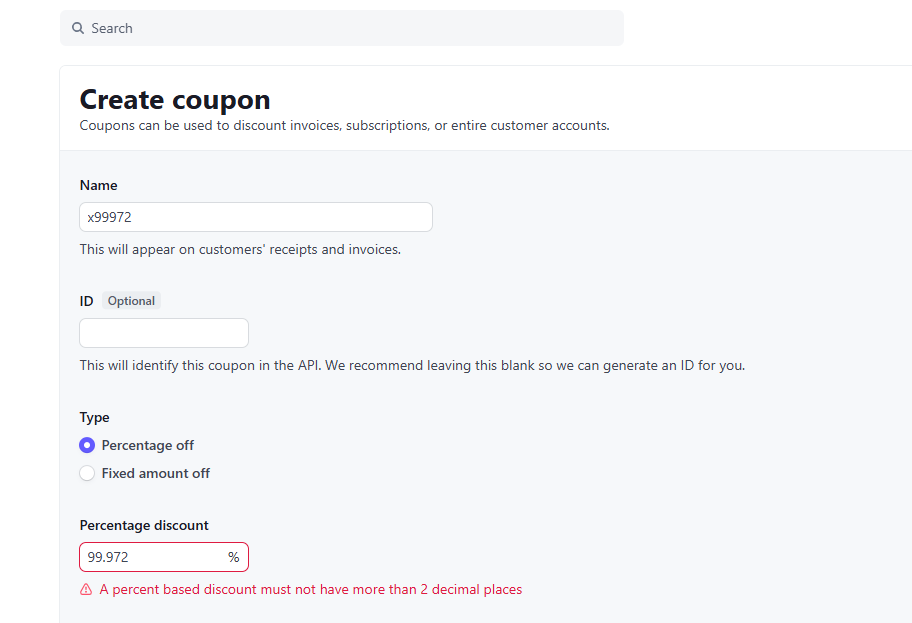 Search
Create coupon
Coupons can be used to discount invoices, subscriptions, or entire customer accounts.
Name
x99972
This will appear on customers' receipts and invoices.
ID Optional
This will identify this coupon in the API. We recommend leaving this blank so we can generate an ID for you.
Type
Percentage off
Fixed amount off
Percentage discount
99.972 %
A percent based discount must not have more than 2 decimal places